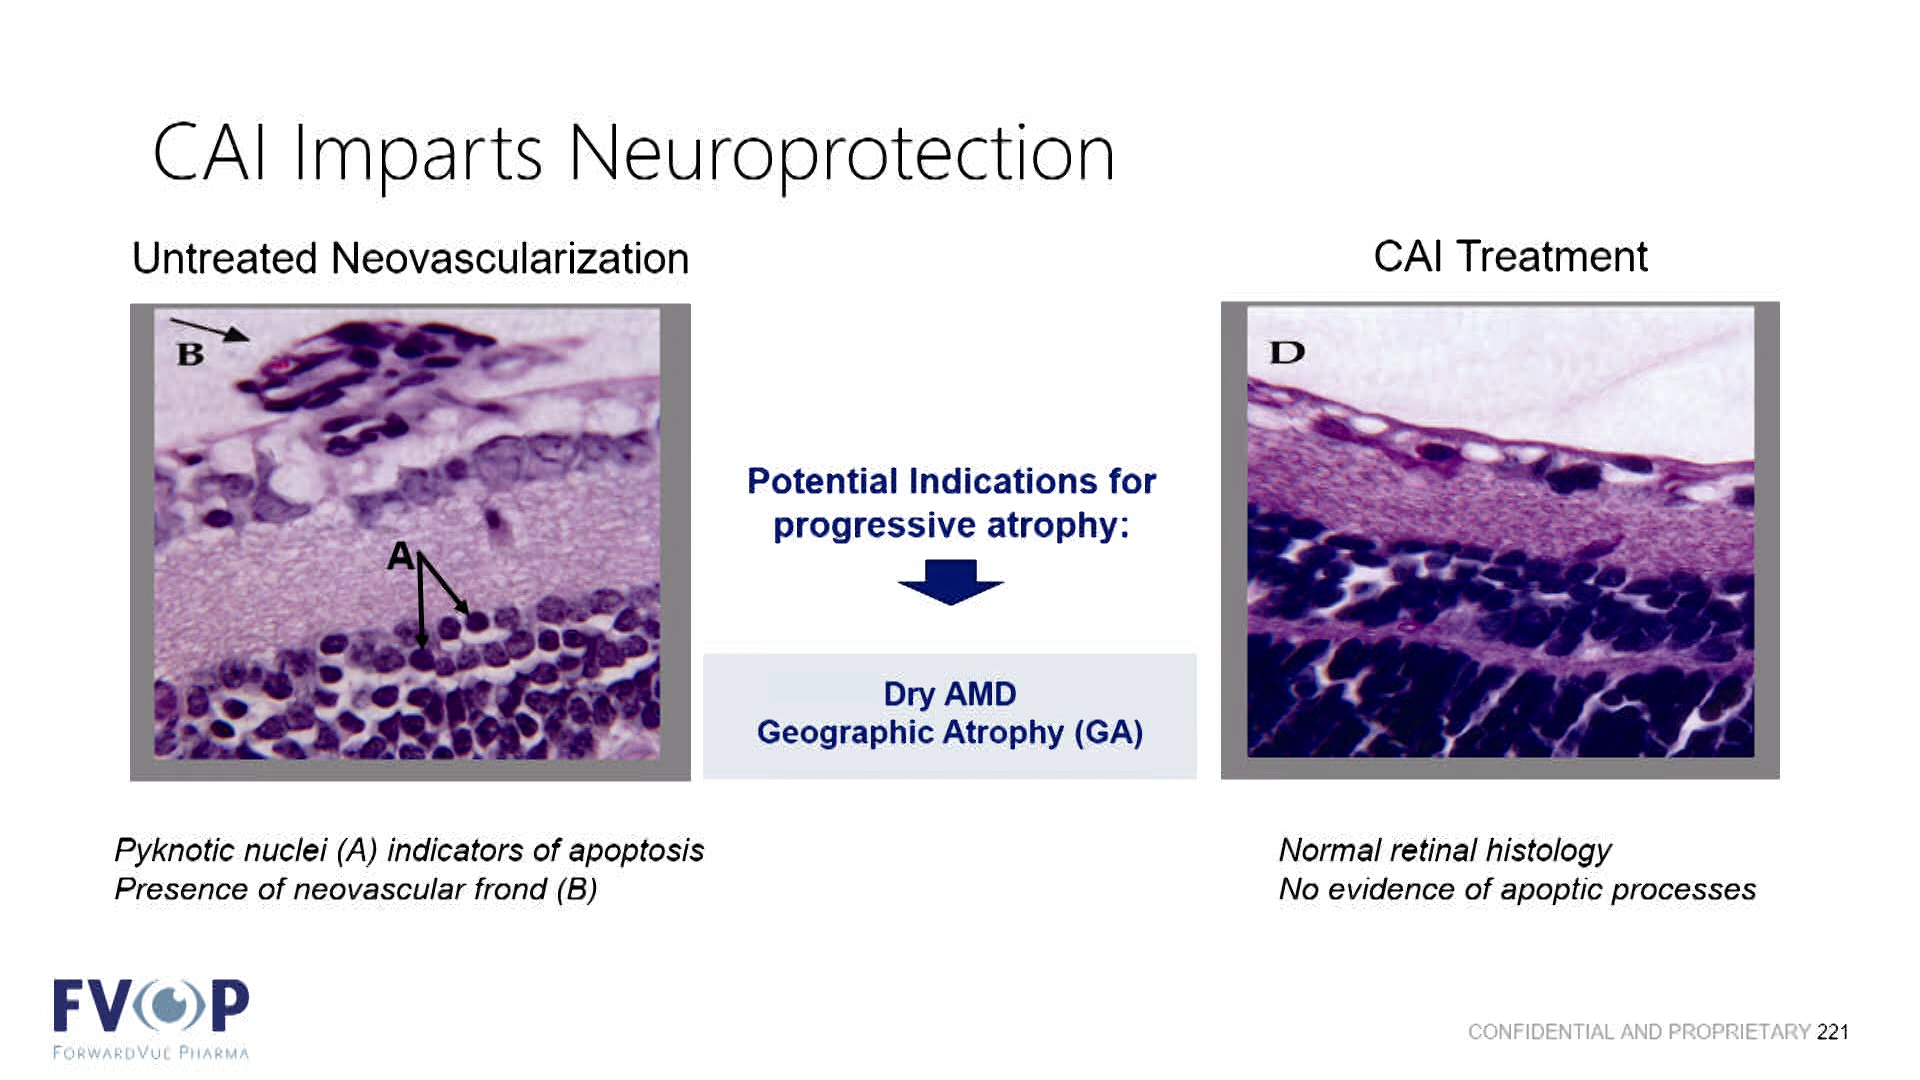 CAI Imparts Neuroprotection
Untreated Neovascularization
CAI Treatment
B
A
D
Potential Indications for
progressive atrophy:
Dry AMD
Geographic Atrophy (GA)
Pyknotic nuclei (A) indicators of apoptosis
Presence of neovascular frond (B)
Normal retinal histology
No evidence of apoptic processes
FVOP
FORWARDVUE PHARMA
CONFIDENTIAL AND PROPRIETARY 221